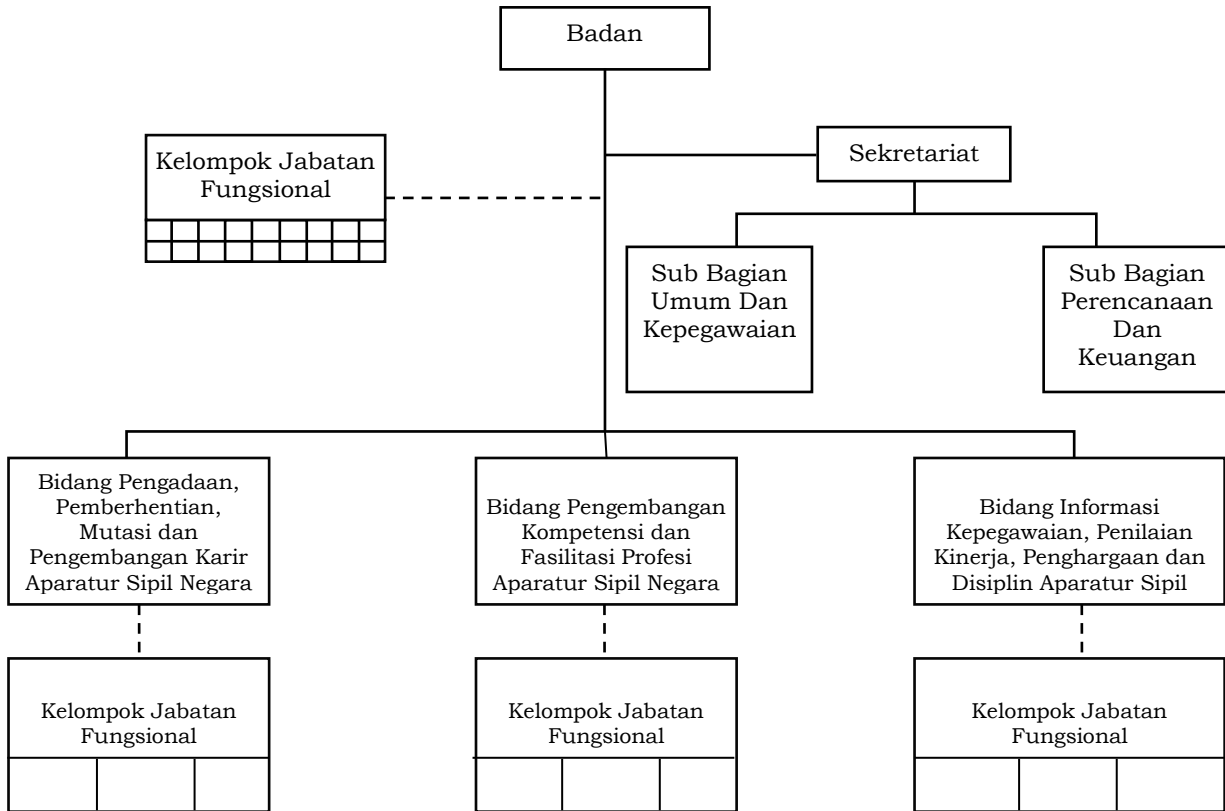 Badan
Kelompok Jabatan
Fungsional
Sekretariat
Sub Bagian
Umum Dan
Kepegawaian
Sub Bagian
Perencanaan
Dan
Keuangan
Bidang Pengadaan,
Pemberhentian,
Mutasi dan
Pengembangan Karir
Aparatur Sipil Negara
Bidang Pengembangan
Kompetensi dan
Fasilitasi Profesi
Aparatur Sipil Negara
Bidang Informasi
Kepegawaian, Penilaian
Kinerja, Penghargaan dan
Disiplin Aparatur Sipil
Kelompok Jabatan
Fungsional
Kelompok Jabatan
Fungsional
Kelompok Jabatan
Fungsional